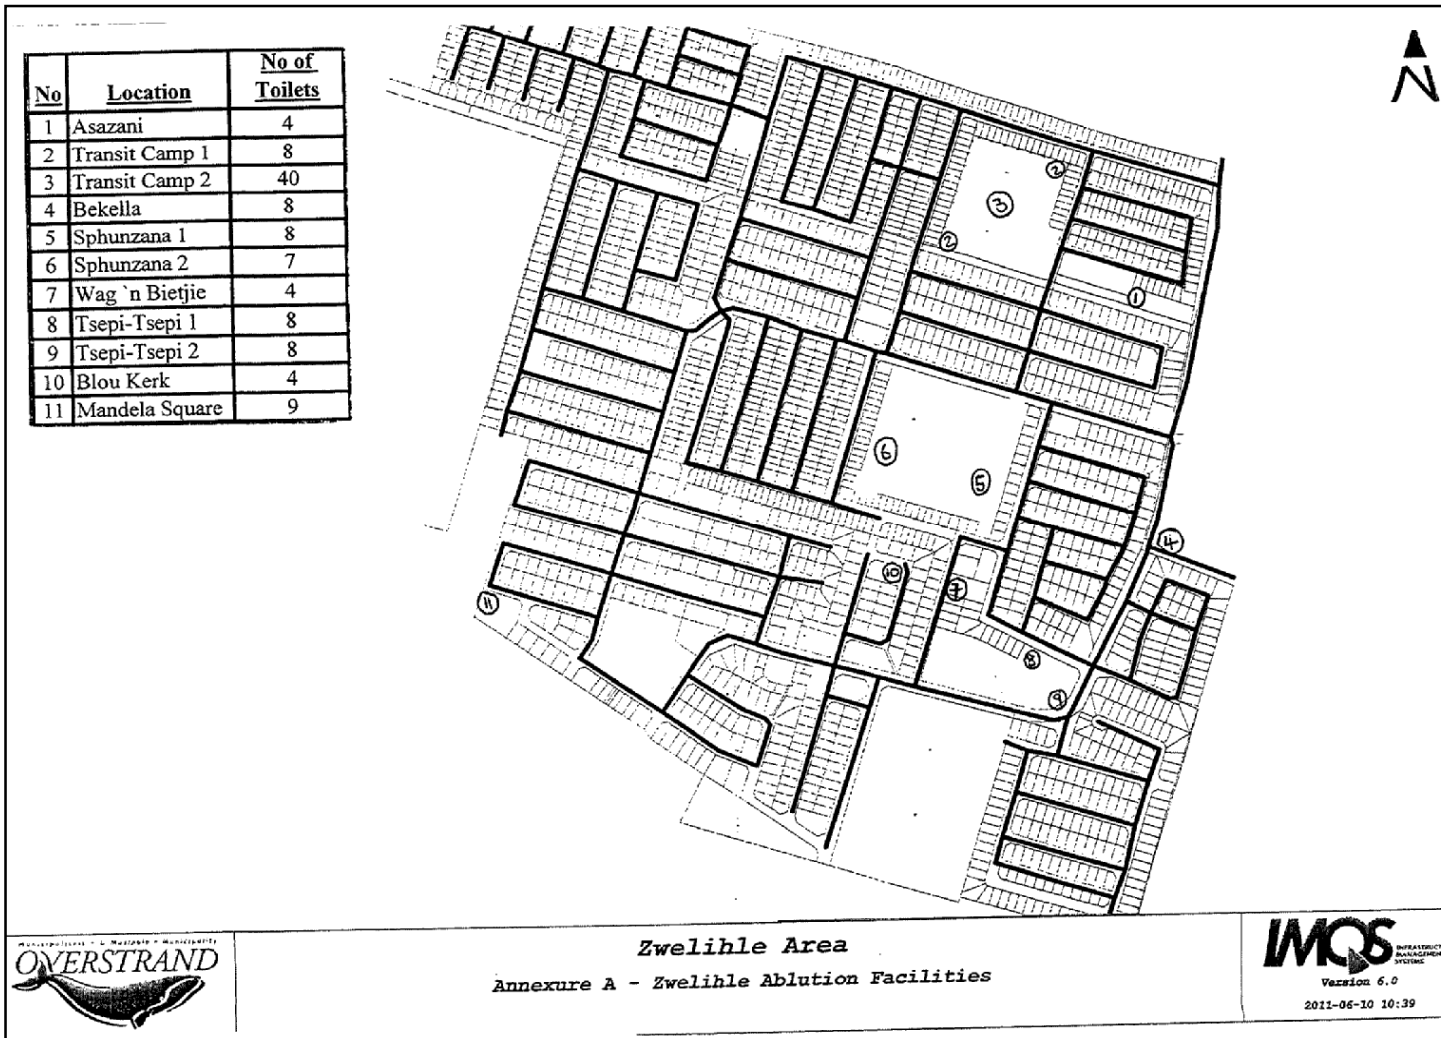 No Location No of Toilets
1 Asazani 4
2 Transit Camp 1 8
3 Transit Camp 2 40
4 Bekella 8
5 Sphunzana 1 8
6 Sphunzana 2 7
7 Wag `n Bietjie 4
8 Tsepi-Tsepi 1 8
9 Tsepi-Tsepi 2 8
10 Blou Kerk 4
11 Mandela Square 9
N
2
3
2
1
6
5
4
10
7
11
8
9
OVERSTRAND
Zwelihle Area
Annexure A - Zwelihle Ablution Facilities
IMQS
Version 6.0
2011-06-10 10:39